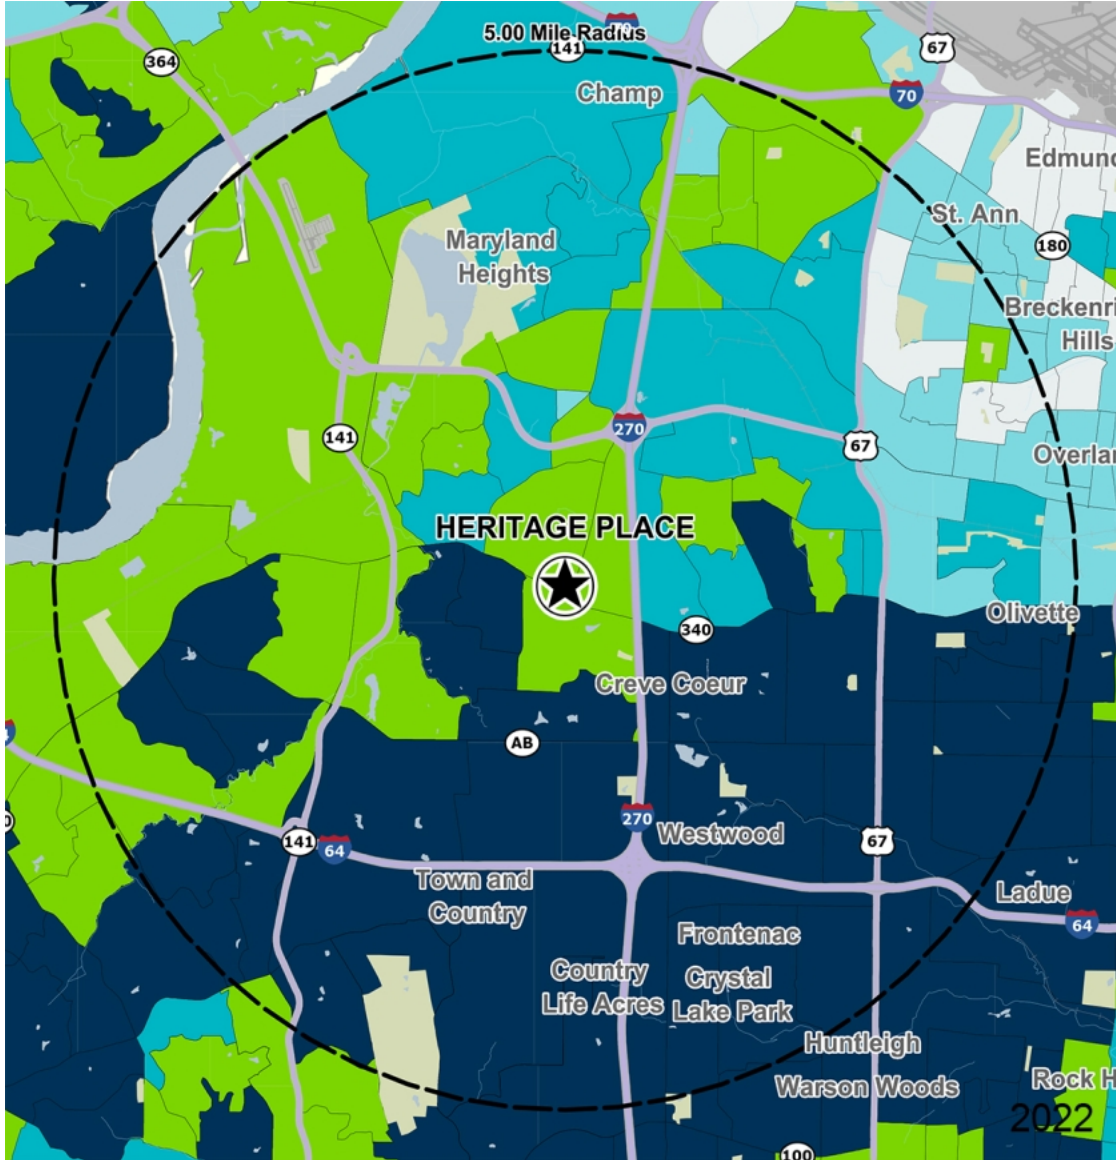 5.00 Mile Radius
141
67
364
Champ
70
Edmund
St. Ann
180
Maryland
Heights
Breckenri
Hills
270
141
67
Overlan
HERITAGE PLACE
Olivette
340
Creve Coeur
AB
270
Westwood
141
64
67
Town and
Country
Ladue
64
Frontenac
Country
Life Acres
Crystal
Lake Park
Huntleigh
Warson Woods
Rock H
2022
100